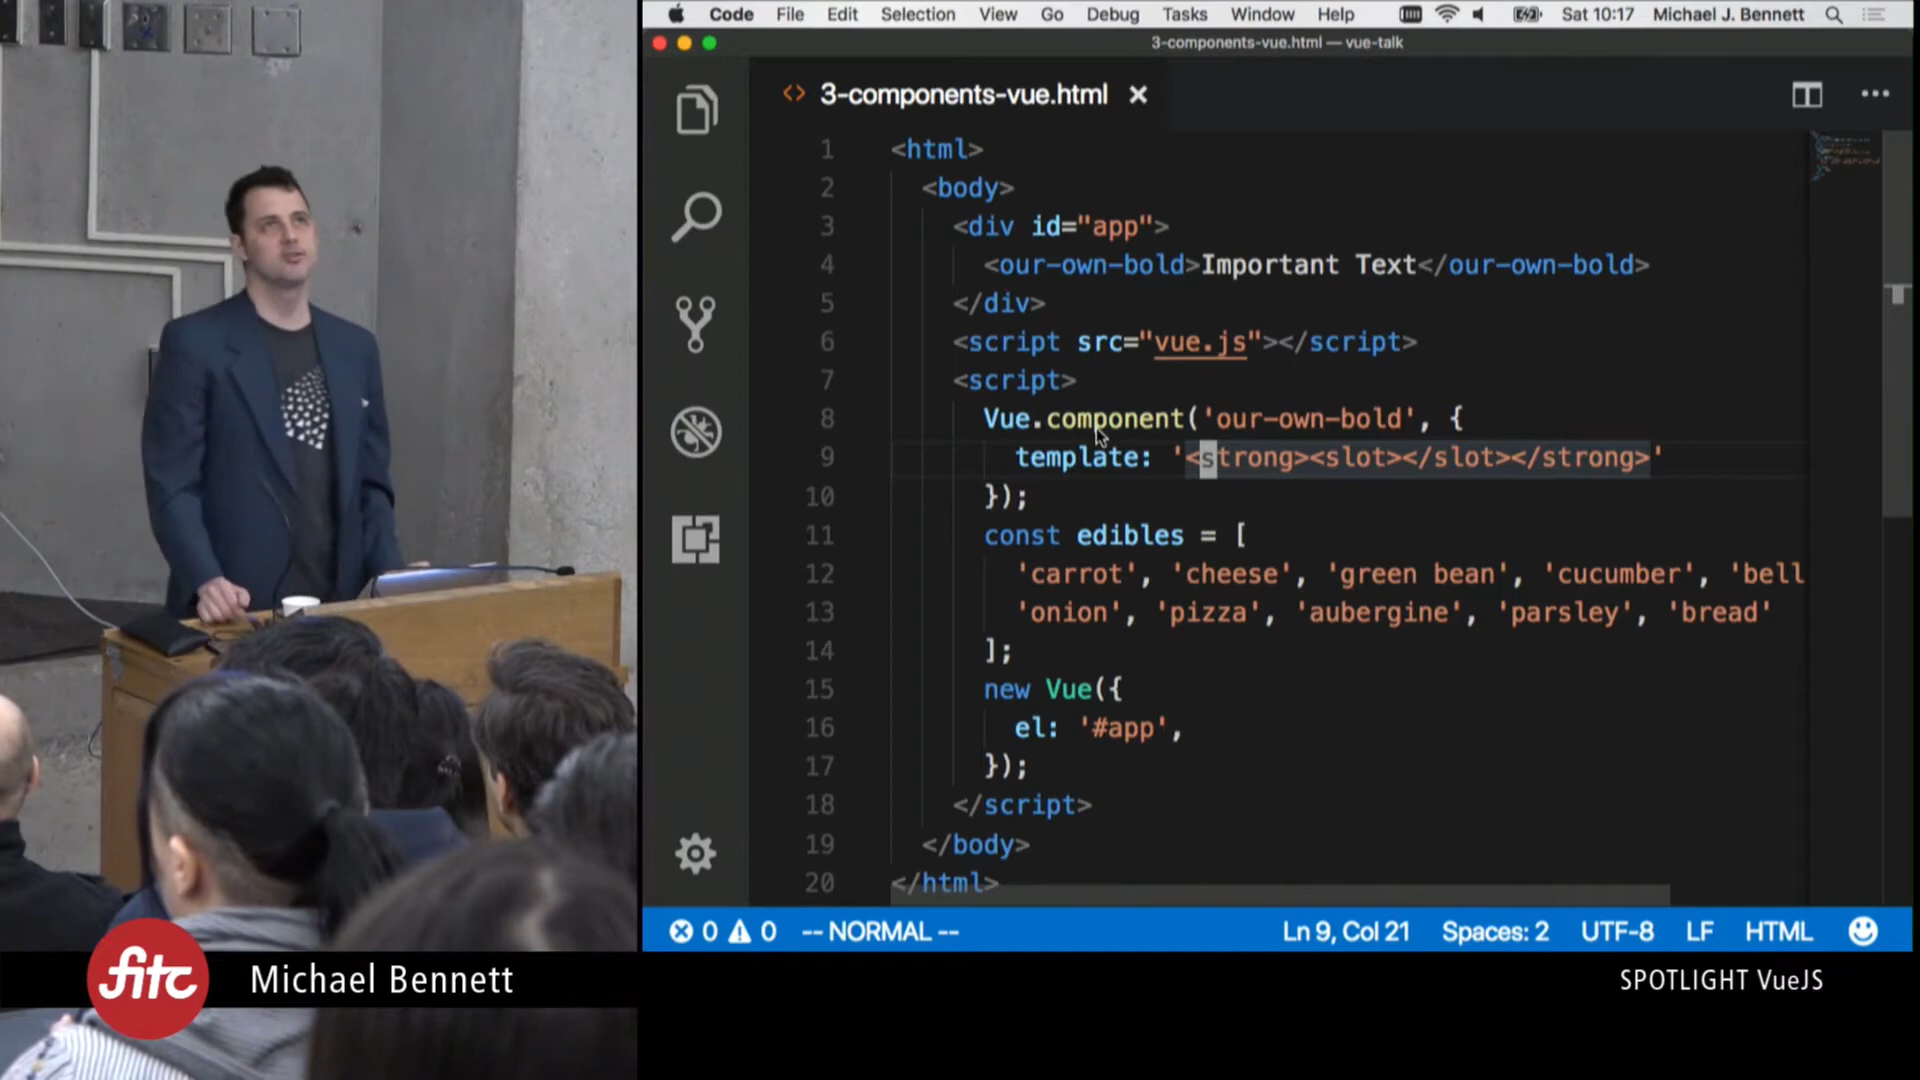 Code File Edit Selection View Go Debug Tasks Window Help Sat 10:17 Michael J. Bennett
3-components-vue.html — vue-talk
<> 3-components-vue.html ×
1 <html>
2 <body>
3 <div id="app">
4 <our-own-bold>Important Text</our-own-bold>
5 </div>
6 <script src="vue.js"></script>
7 <script>
8 Vue.component('our-own-bold', {
9 template: '<strong><slot></slot></strong>'
10 });
11 const edibles = [
12 'carrot', 'cheese', 'green bean', 'cucumber', 'bell
13 'onion', 'pizza', 'aubergine', 'parsley', 'bread'
14 ];
15 new Vue({
16 el: '#app',
17 });
18 </script>
19 </body>
20 </html>
0 0 -- NORMAL -- Ln 9, Col 21 Spaces: 2 UTF-8 LF HTML
fitc Michael Bennett SPOTLIGHT VueJS